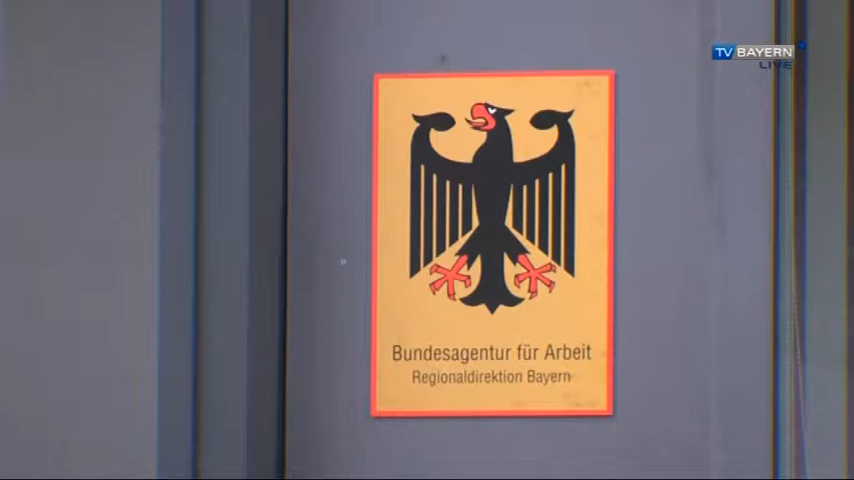 TV BAYERN
LIVE
Bundesagentur für Arbeit
Regionaldirektion Bayern